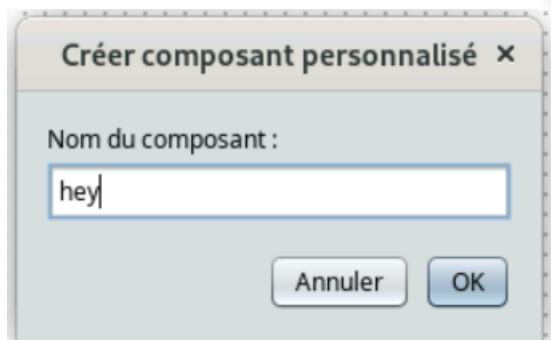 Créer composant personnalisé ×
Nom du composant :
hey
Annuler OK